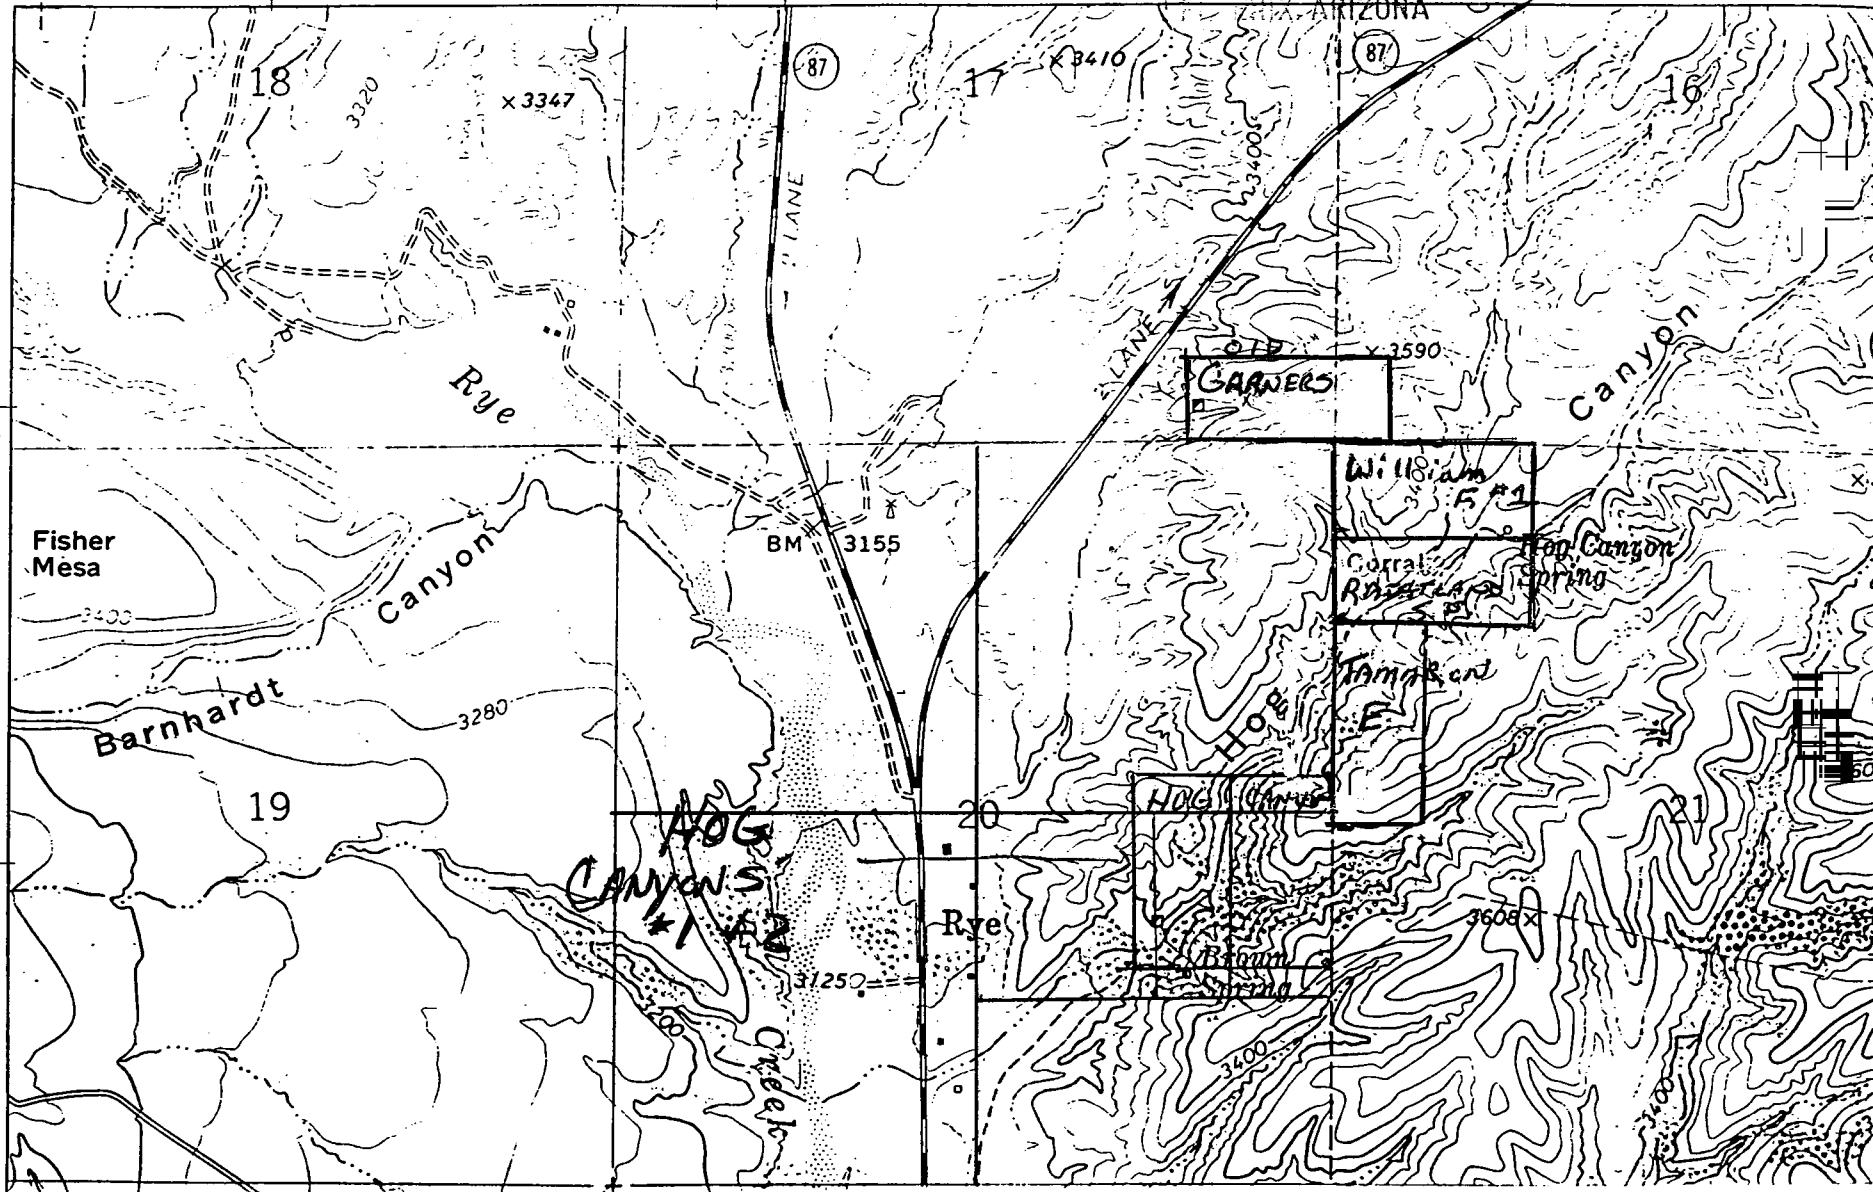 ARIZONA
18
3320
×3347
87
17
×3410
87
16
3400
LANE
LANE
Rye
OLD
×3590
GARNERS
Canyon
William
F #1
Fisher
Mesa
BM 3155
Hog Canyon
Spring
Corral
3400
Canyon
Barnhardt
3280
Hog
E
19
20
21
HOG
CANYONS
#1 #2
HOG CANYON
Rye
3608×
Brown
Spring
3125
3200
Creek
3400
3400